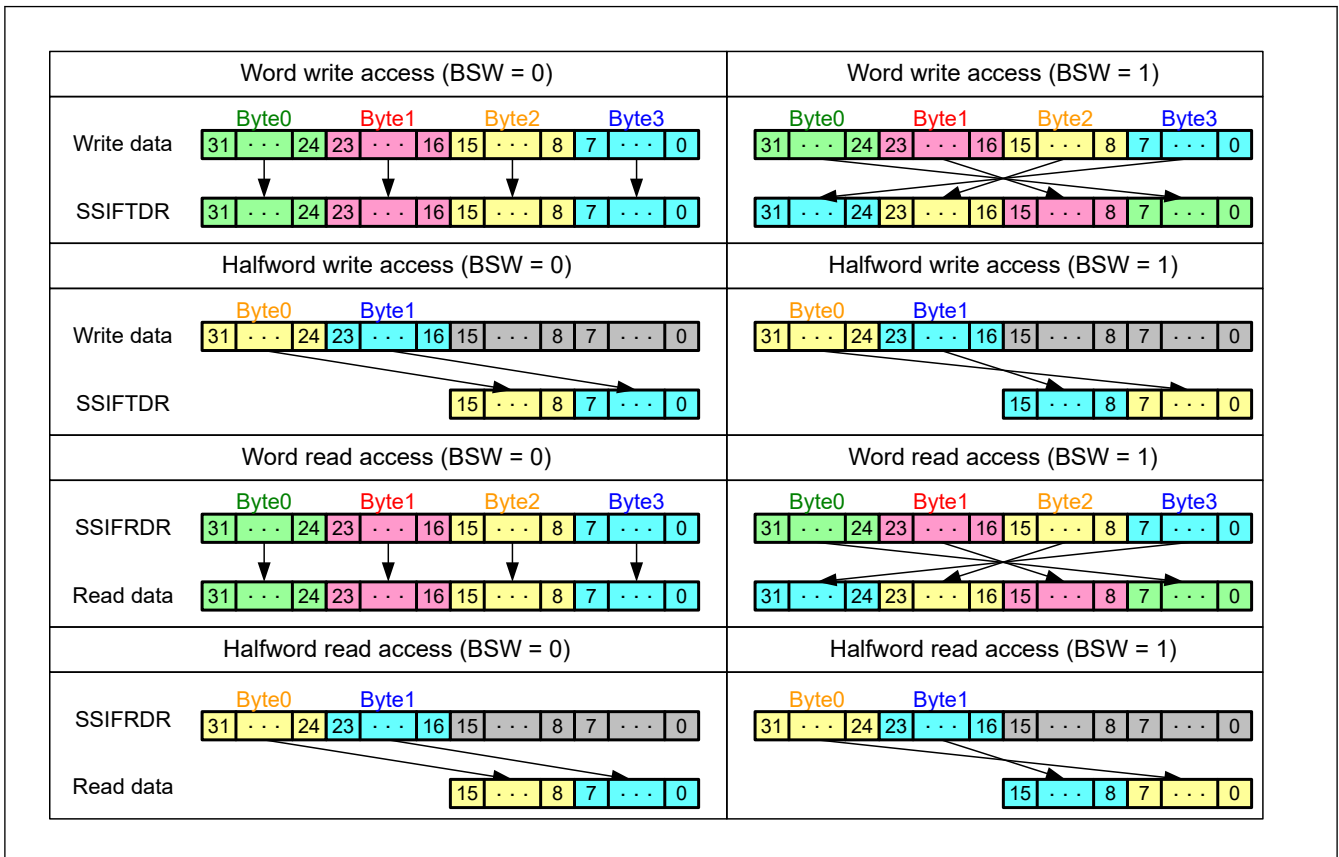 Word write access (BSW = 0) Word write access (BSW = 1)
Byte0 Byte1 Byte2 Byte3 Byte0 Byte1 Byte2 Byte3
Write data 31 ··· 24 23 ··· 16 15 ··· 8 7 ··· 0 31 ··· 24 23 ··· 16 15 ··· 8 7 ··· 0
SSIFTDR 31 ··· 24 23 ··· 16 15 ··· 8 7 ··· 0 31 ··· 24 23 ··· 16 15 ··· 8 7 ··· 0
Halfword write access (BSW = 0) Halfword write access (BSW = 1)
Byte0 Byte1 Byte0 Byte1
Write data 31 ··· 24 23 ··· 16 15 ··· 8 7 ··· 0 31 ··· 24 23 ··· 16 15 ··· 8 7 ··· 0
SSIFTDR 15 ··· 8 7 ··· 0 15 ··· 8 7 ··· 0
Word read access (BSW = 0) Word read access (BSW = 1)
Byte0 Byte1 Byte2 Byte3 Byte0 Byte1 Byte2 Byte3
SSIFRDR 31 ··· 24 23 ··· 16 15 ··· 8 7 ··· 0 31 ··· 24 23 ··· 16 15 ··· 8 7 ··· 0
Read data 31 ··· 24 23 ··· 16 15 ··· 8 7 ··· 0 31 ··· 24 23 ··· 16 15 ··· 8 7 ··· 0
Halfword read access (BSW = 0) Halfword read access (BSW = 1)
Byte0 Byte1 Byte0 Byte1
SSIFRDR 31 ··· 24 23 ··· 16 15 ··· 8 7 ··· 0 31 ··· 24 23 ··· 16 15 ··· 8 7 ··· 0
Read data 15 ··· 8 7 ··· 0 15 ··· 8 7 ··· 0